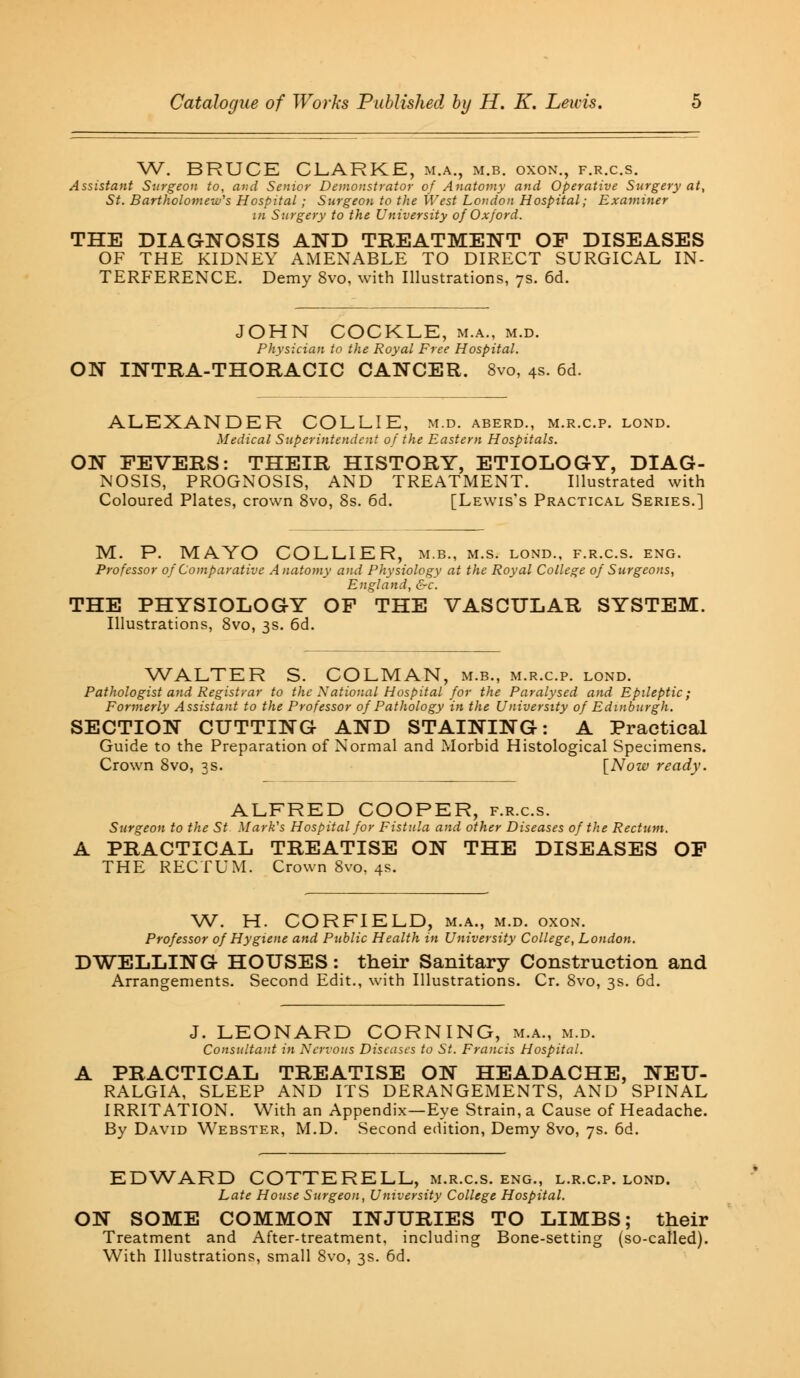 Catalogue of Works Published by H. K. Lewis. 5
W. BRUCE CLARKE, M.A., M.B. OXON., F.R.C.S.
Assistant Surgeon to, and Senior Demonstrator of Anatomy and Operative Surgery at,
St. Bartholomew's Hospital; Surgeon to the West London Hospital; Examiner
in Surgery to the University of Oxford.
THE DIAGNOSIS AND TREATMENT OF DISEASES
OF THE KIDNEY AMENABLE TO DIRECT SURGICAL IN-
TERFERENCE. Demy 8vo, with Illustrations, 7s. 6d.
JOHN COCKLE, M.A., M.D.
Physician to the Royal Free Hospital.
ON INTRA-THORACIC CANCER. 8vo, 4s. 6d.
ALEXANDER COLLIE, M.D. ABERD., M.R.C.P. LOND.
Medical Superintendent of the Eastern Hospitals.
ON FEVERS: THEIR HISTORY, ETIOLOGY, DIAG-
NOSIS, PROGNOSIS, AND TREATMENT. Illustrated with
Coloured Plates, crown 8vo, 8s. 6d. [LEWIS'S PRACTICAL SERIES.]
M. P. MAYO COLLIER, M.B., M.S. LOND., F.R.C.S. ENG.
Professor of Comparative Anatomy and Physiology at the Royal College of Surgeons,
England, &c.
THE PHYSIOLOGY OF THE VASCULAR SYSTEM.
Illustrations, 8vo, 3s. 6d.
WALTER S. COLMAN, M.B., M.R.C.P. LOND.
Pathologist and Registrar to the National Hospital for the Paralysed and Epileptic;
Formerly Assistant to the Professor of Pathology in the University of Edinburgh.
SECTION CUTTING AND STAINING: A Practical
Guide to the Preparation of Normal and Morbid Histological Specimens.
Crown 8vo, 3s. [Now ready.
ALFRED COOPER, F.R.C.S.
Surgeon to the St Mark's Hospital for Fistula and other Diseases of the Rectum.
A PRACTICAL TREATISE ON THE DISEASES OF
THE RECTUM. Crown 8vo, 4s.
W. H. CORFIELD, M.A., M.D. OXON.
Professor of Hygiene and Public Health in University College, London.
DWELLING HOUSES: their Sanitary Construction and
Arrangements. Second Edit., with Illustrations. Cr. 8vo, 3s. 6d.
J. LEONARD CORNING, M.A., M.D.
Consultant in Nervous Diseases to St. Francis Hospital.
A PRACTICAL TREATISE ON HEADACHE, NEU-
RALGIA, SLEEP AND ITS DERANGEMENTS, AND SPINAL
IRRITATION. With an Appendix—Eye Strain, a Cause of Headache.
By DAVID WEBSTER, M.D. Second edition, Demy 8vo, 7s. 6d.
EDWARD COTTERELL, M.R.C.S. ENG., L.R.C.P. LOND.
Late House Surgeon, University College Hospital.
ON SOME COMMON INJURIES TO LIMBS; their
Treatment and After-treatment, including Bone-setting (so-called).
With Illustrations, small 8vo, 3s. 6d.